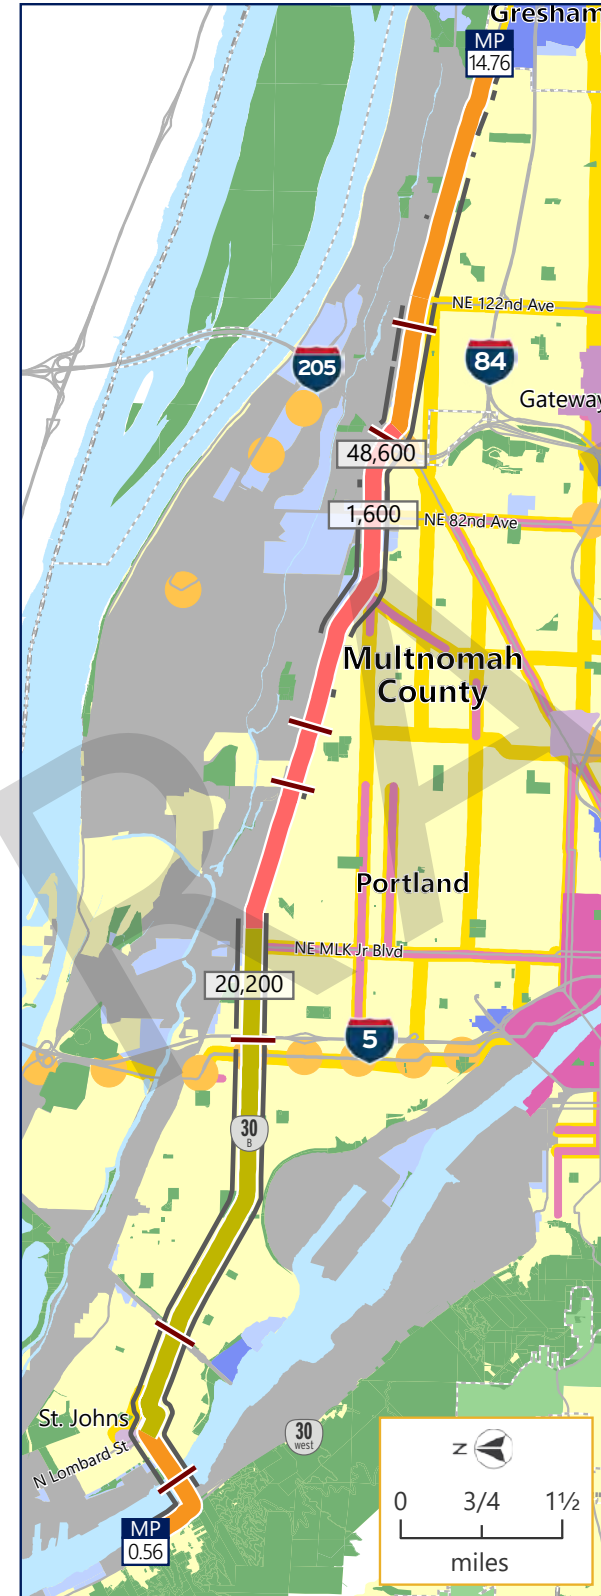 Gresham
MP
14.76
NE 122nd Ave
205
84
Gateway
48,600
1,600
NE 82nd Ave
Multnomah
County
Portland
NE MLK Jr Blvd
20,200
5
30
B
St. Johns
N Lombard St
30
west
MP
0.56
N
0 3/4 1½
miles
RA